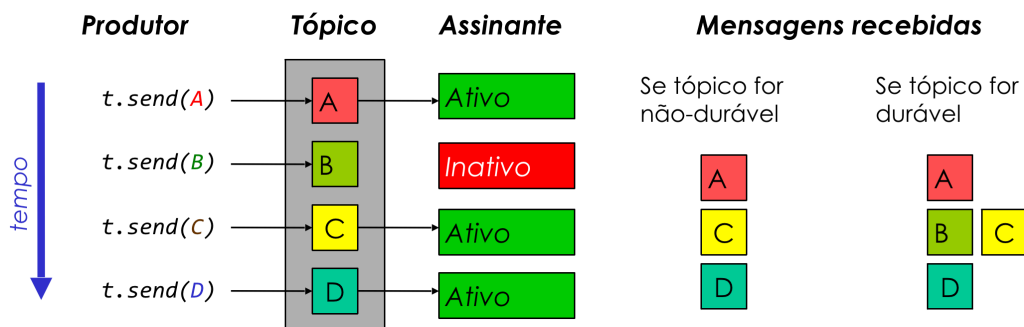 Produtor Tópico Assinante Mensagens recebidas
Se tópico for
não-durável
Se tópico for
durável
tempo
t.send(A) A Ativo
t.send(B) B Inativo
t.send(C) C Ativo
t.send(D) D Ativo
A A
C B C
D D